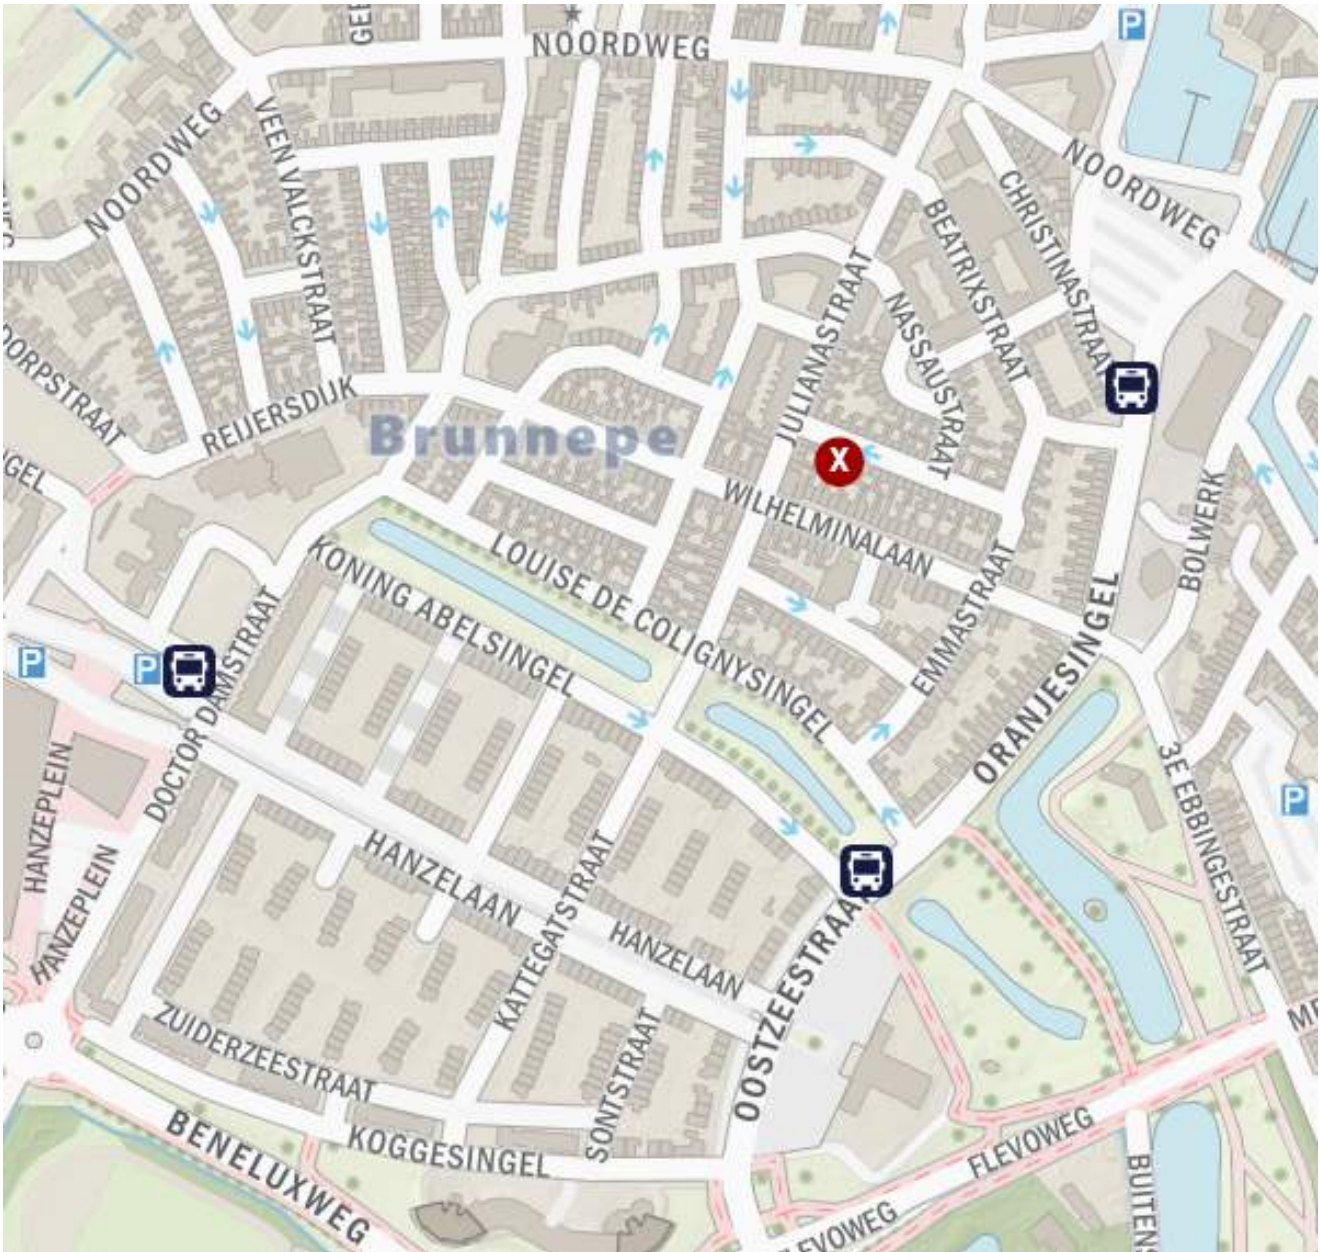 P
NOORDWEG
NOORDWEG
VEEN VALCKSTRAAT
NOORDWEG
CHRISTINASTRAAT
BEATRIXSTRAAT
JULIANASTRAAT
NASSAUSTRAAT
DORPSTRAAT
REIJERSDIJK
Brunnepe
X
WILHELMINALAAN
BOLWERK
LOUISE DE COLIGNYSINGEL
KONING ABELSINGEL
EMMASTRAAT
ORANJESINGEL
P
P
DOCTOR DAMSTRAAT
3E EBBINGESTRAAT
P
HANZEPLEIN
HANZEPLEIN
HANZELAAN
HANZELAAN
KATTEGATSTRAAT
OOSTZEESTRAAT
ZUIDERZEESTRAAT
SONTSTRAAT
KOGGESINGEL
BENELUXWEG
FLEVOWEG
FLEVOWEG